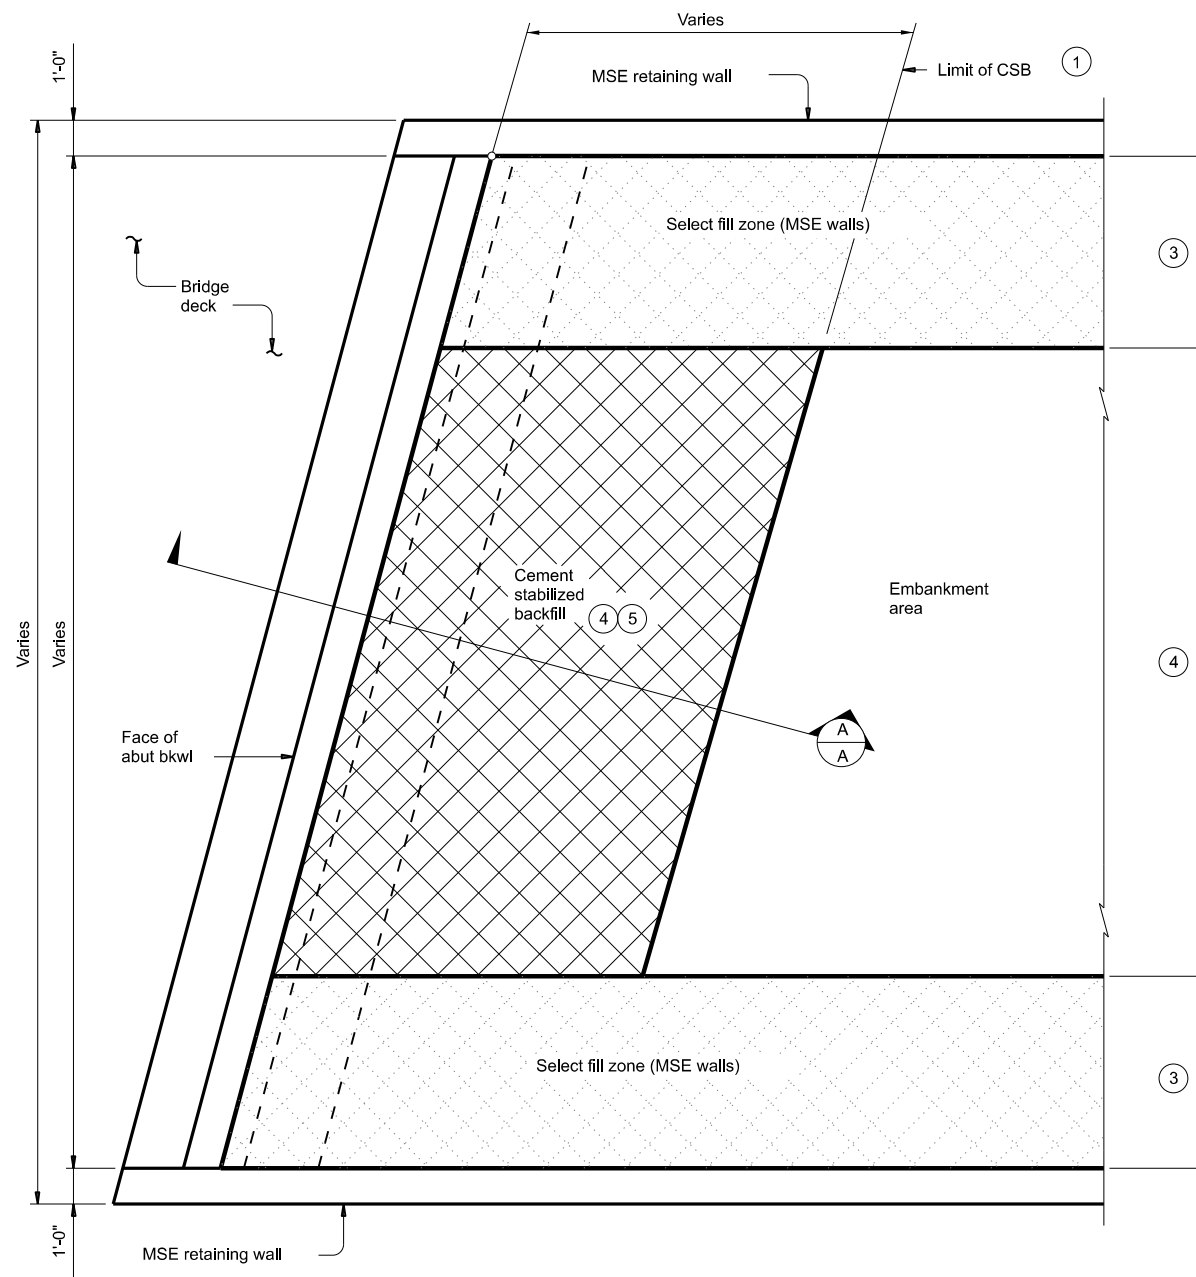 Varies
1'-0"
MSE retaining wall
Limit of CSB
1
Select fill zone (MSE walls)
3
Bridge
deck
Cement
stabilized
backfill
4
5
Embankment
area
Varies
Varies
4
A
A
Face of
abut bkwl
Select fill zone (MSE walls)
3
1'-0"
MSE retaining wall